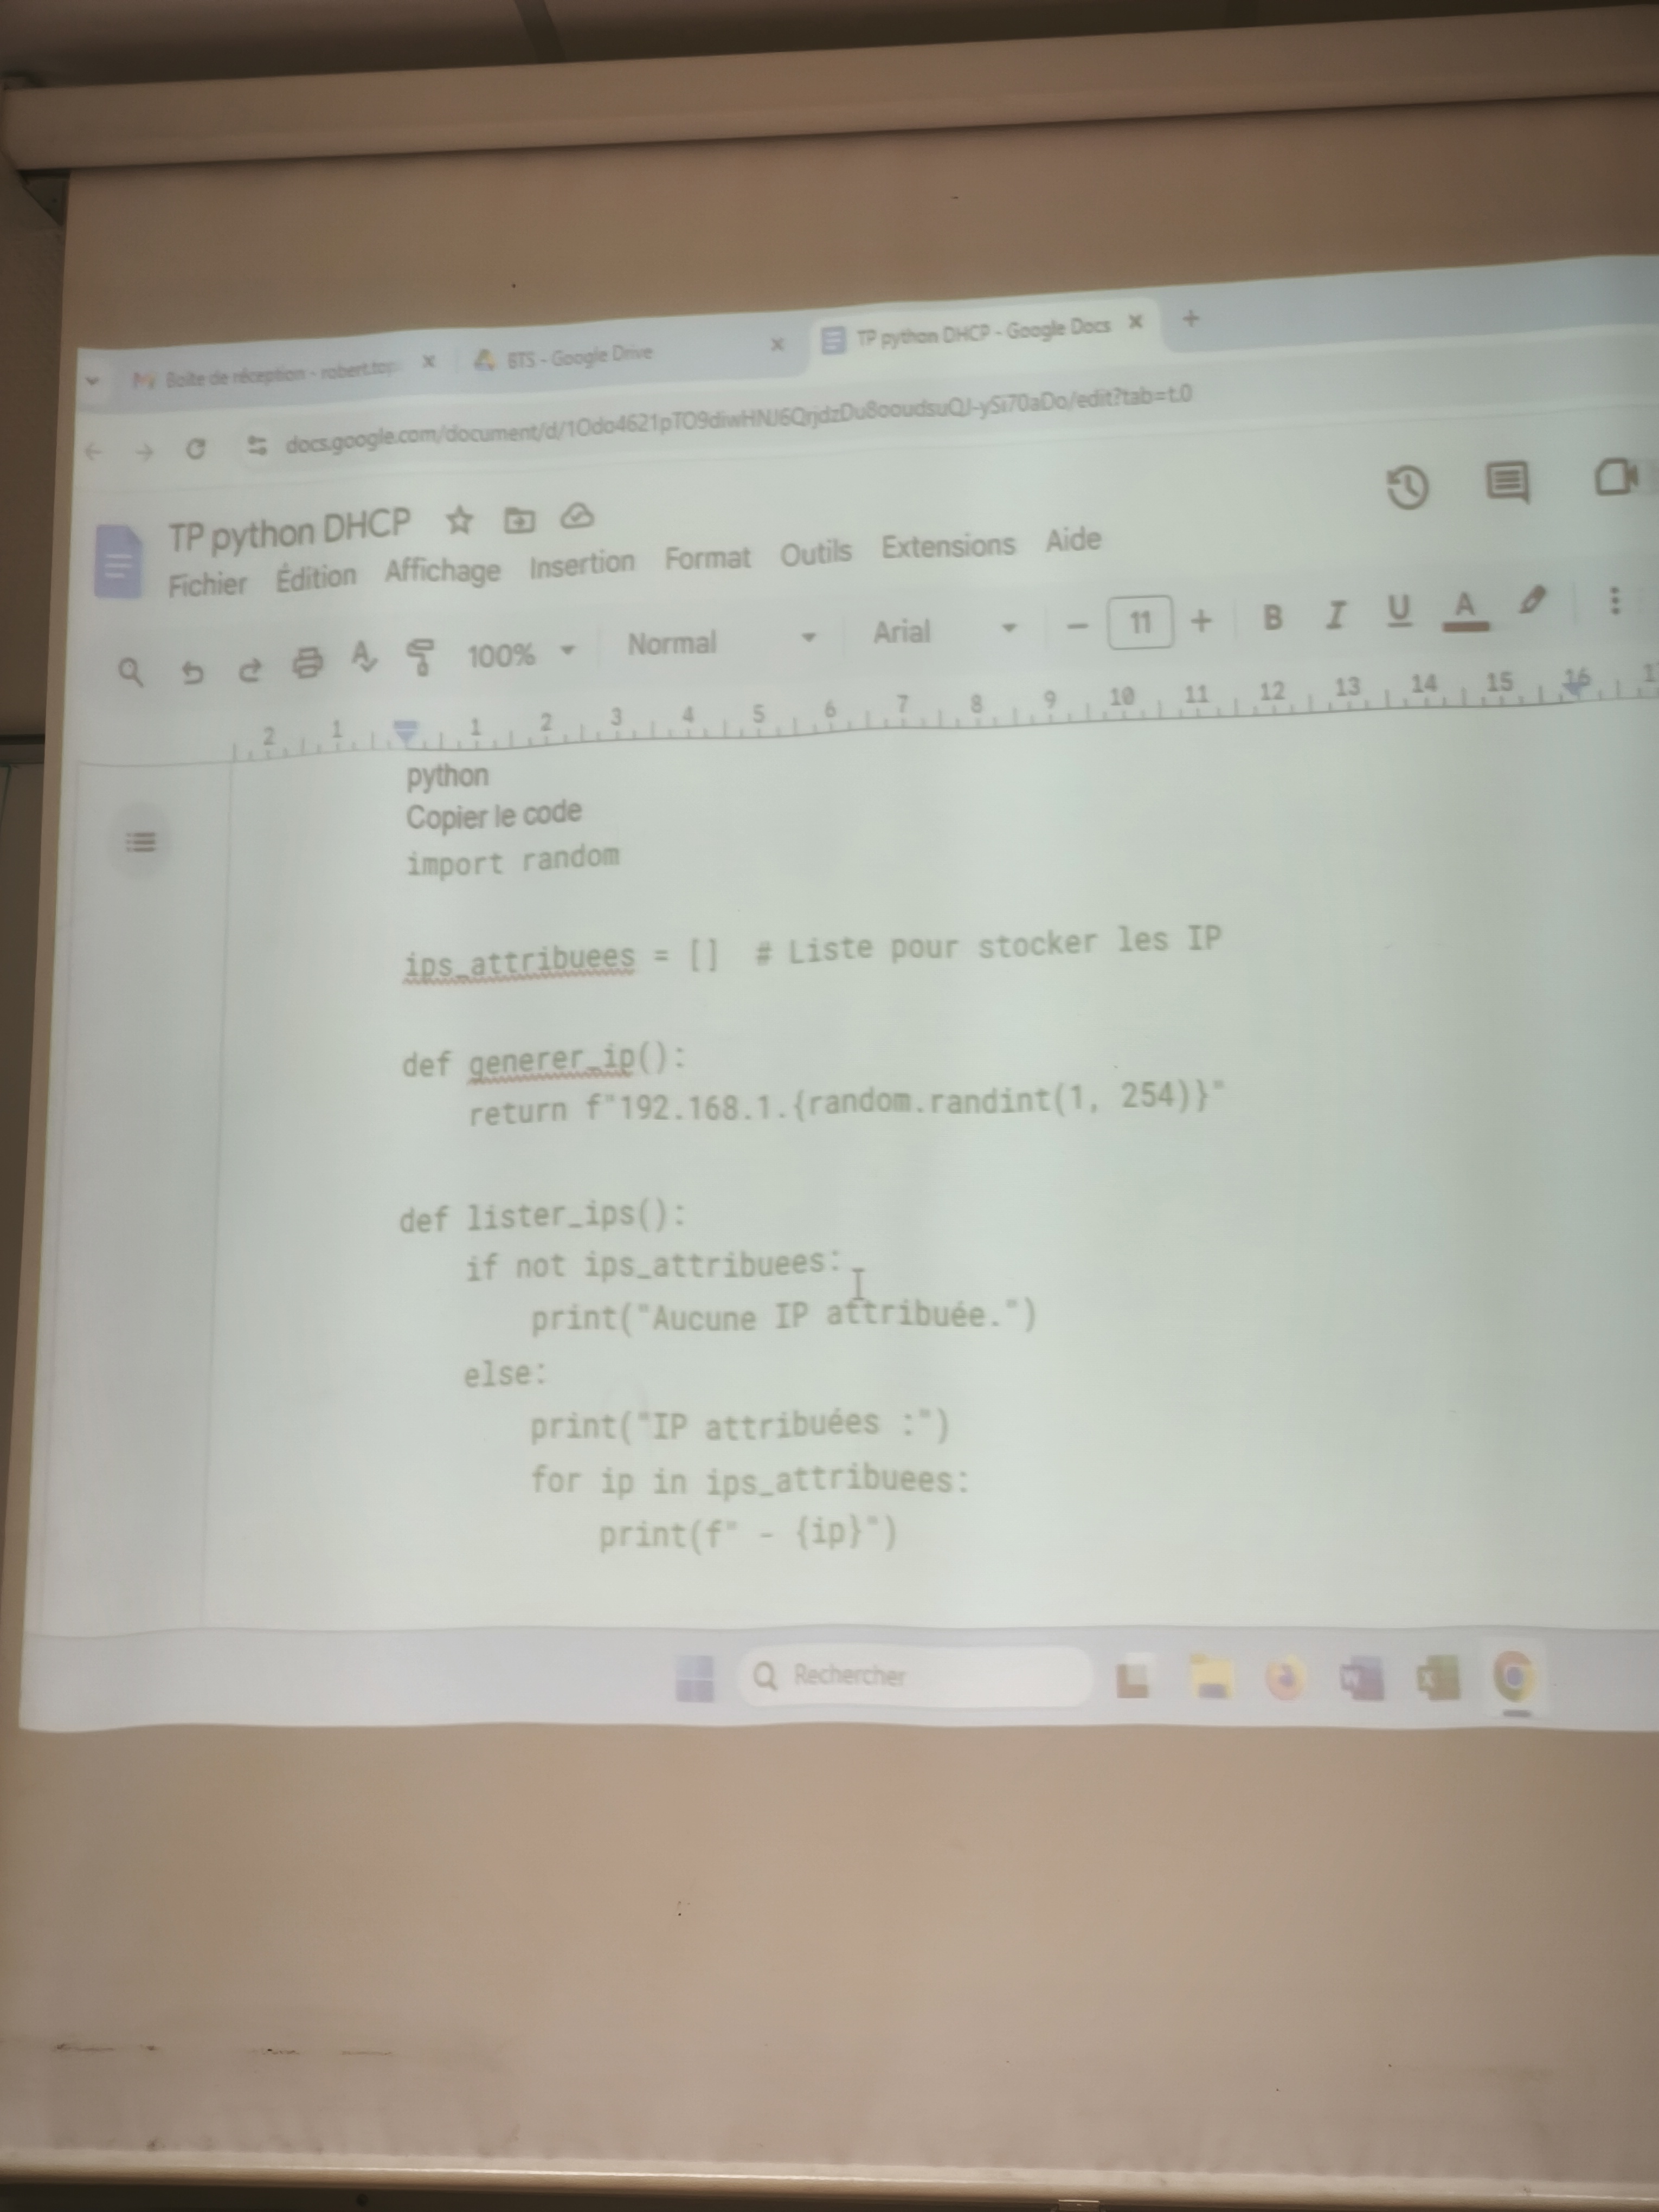 Boîte de réception - robert.top
BTS - Google Drive
TP python DHCP - Google Docs
docs.google.com/document/d/1Odo4621pTO9diwHNJ6QrjdzDu8ooudsuQJ-ySi70aDo/edit?tab=t.0
TP python DHCP
Fichier Édition Affichage Insertion Format Outils Extensions Aide
100% Normal Arial − 11 + B I U A
2 1 1 2 3 4 5 6 7 8 9 10 11 12 13 14 15 16
python
Copier le code
import random
ips_attribuees = [] # Liste pour stocker les IP
def generer_ip():
    return f"192.168.1.{random.randint(1, 254)}"
def lister_ips():
    if not ips_attribuees:
        print("Aucune IP attribuée.")
    else:
        print("IP attribuées :")
        for ip in ips_attribuees:
            print(f" - {ip}")
Rechercher